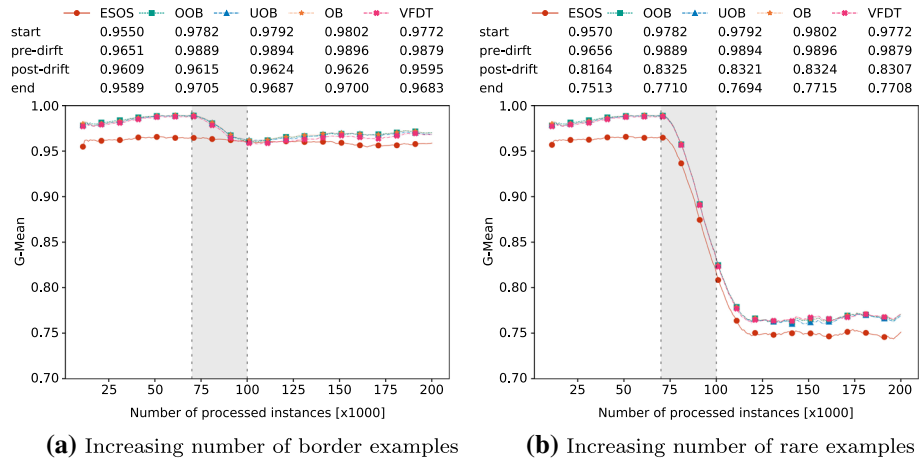 ESOS OOB UOB OB VFDT
start 0.9550 0.9782 0.9792 0.9802 0.9772
pre-dirft 0.9651 0.9889 0.9894 0.9896 0.9879
post-drift 0.9609 0.9615 0.9624 0.9626 0.9595
end 0.9589 0.9705 0.9687 0.9700 0.9683
1.00
0.95
0.90
0.85
0.80
0.75
0.70
G-Mean
25 50 75 100 125 150 175 200
Number of processed instances [x1000]
(a) Increasing number of border examples
ESOS OOB UOB OB VFDT
start 0.9570 0.9782 0.9792 0.9802 0.9772
pre-dirft 0.9656 0.9889 0.9894 0.9896 0.9879
post-drift 0.8164 0.8325 0.8321 0.8324 0.8307
end 0.7513 0.7710 0.7694 0.7715 0.7708
1.00
0.95
0.90
0.85
0.80
0.75
0.70
G-Mean
25 50 75 100 125 150 175 200
Number of processed instances [x1000]
(b) Increasing number of rare examples